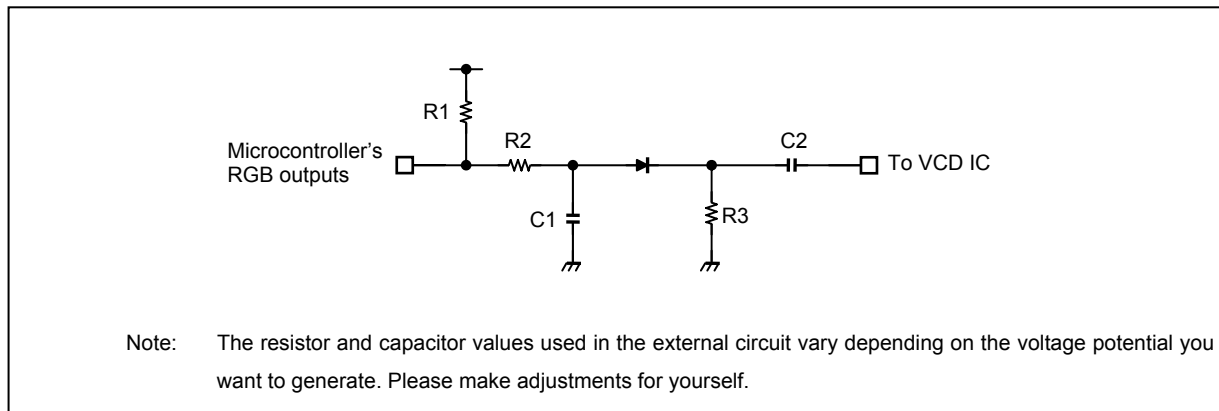 R1
R2
C2
Microcontroller's
RGB outputs
To VCD IC
C1
R3
Note: The resistor and capacitor values used in the external circuit vary depending on the voltage potential you
want to generate. Please make adjustments for yourself.